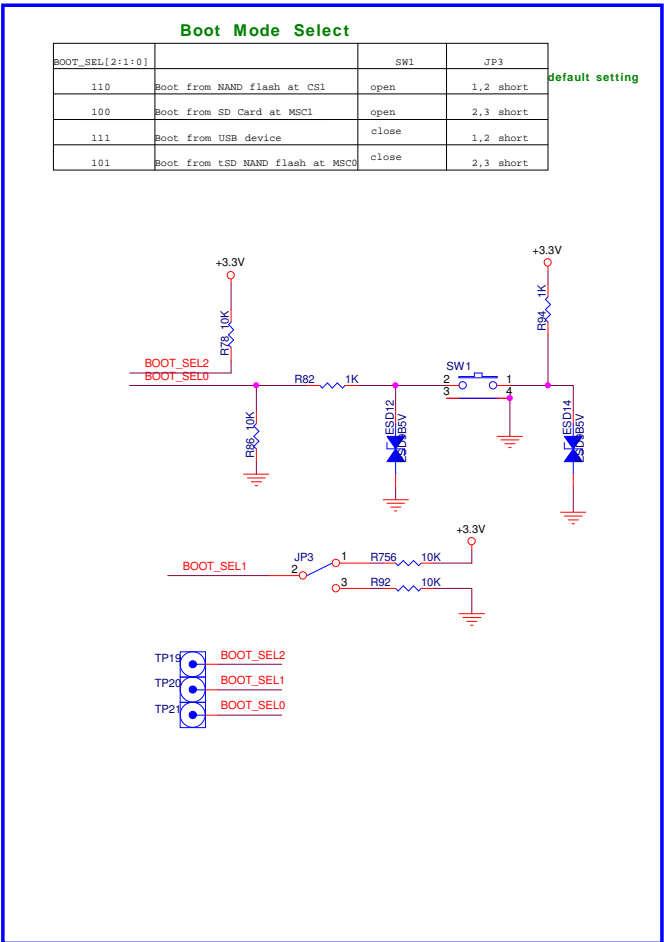 Boot Mode Select
BOOT_SEL[2:1:0] SW1 JP3
110 Boot from NAND flash at CS1 open 1,2 short default setting
100 Boot from SD Card at MSC1 open 2,3 short
111 Boot from USB device close 1,2 short
101 Boot from tSD NAND flash at MSC0 close 2,3 short
+3.3V
+3.3V
R78 10K
R94 1K
BOOT_SEL2
BOOT_SEL0
R82 1K
SW1
2 1
3 4
R86 10K
ESD12
ESD9B5V
ESD14
ESD9B5V
+3.3V
BOOT_SEL1
JP3
2
1
R756 10K
3
R92 10K
TP19 BOOT_SEL2
TP20 BOOT_SEL1
TP21 BOOT_SEL0